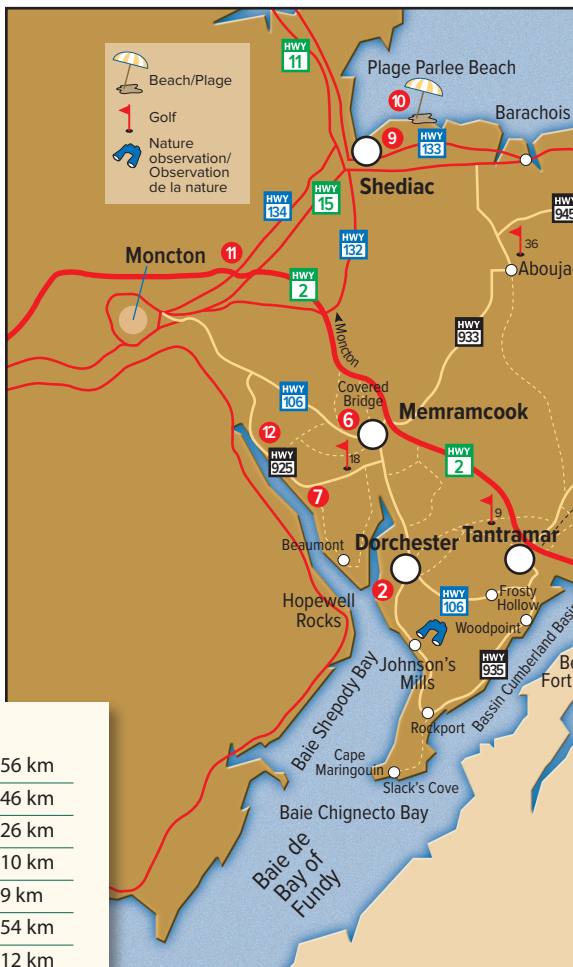 HWY
11
Beach/Plage
Golf
Nature
observation/
Observation
de la nature
Plage Parlee Beach
10
Barachois
9
HWY
133
Shediac
HWY
134
HWY
15
HWY
132
HWY
945
36
Abouja
Moncton
11
HWY
2
Moncton
HWY
933
Covered
Bridge
HWY
106
6
Memramcook
12
HWY
925
18
HWY
2
7
9
Beaumont
Dorchester
Tantramar
2
HWY
106
Frosty
Hollow
Hopewell
Rocks
Woodpoint
Bassin Cumberland Basin
Johnson's
Mills
HWY
935
Be
Fort
Baie Shepody Bay
Rockport
Cape
Maringouin
Slack's Cove
Baie Chignecto Bay
Baie de
Bay of
Fundy
56 km
46 km
26 km
10 km
9 km
54 km
12 km